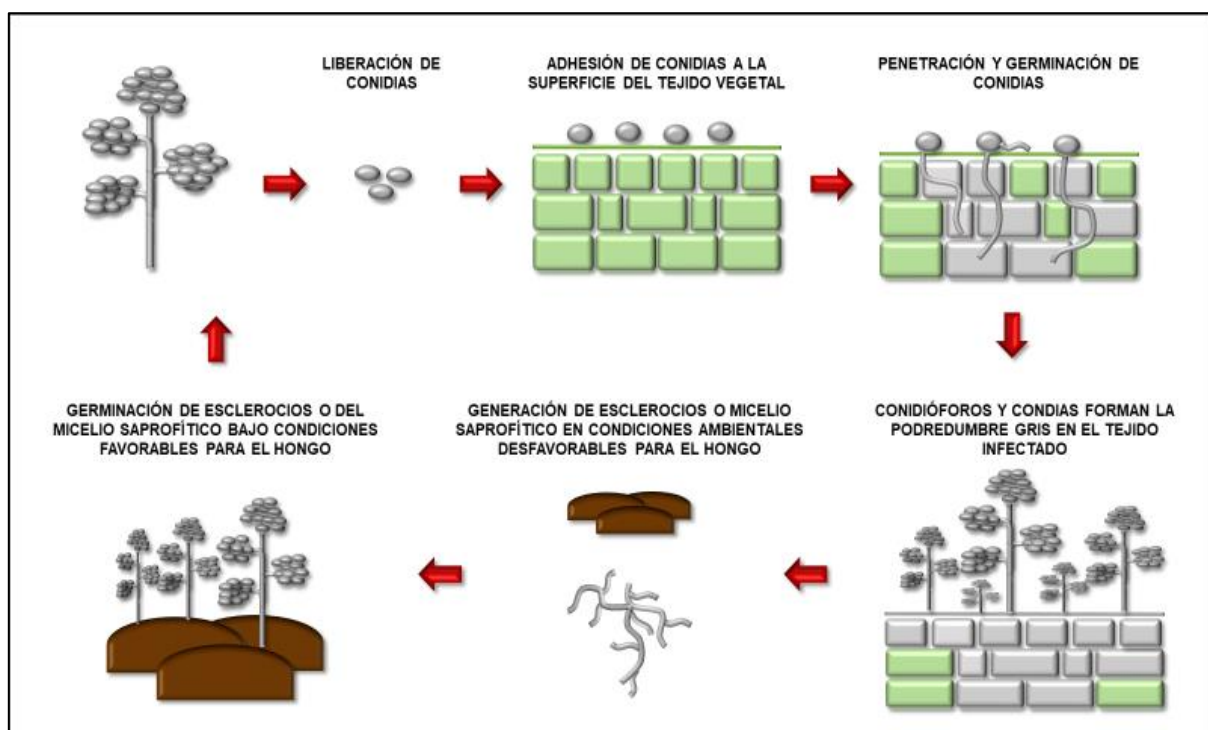 LIBERACIÓN DE
CONIDIAS
ADHESIÓN DE CONIDIAS A LA
SUPERFICIE DEL TEJIDO VEGETAL
PENETRACIÓN Y GERMINACIÓN DE
CONIDIAS
GERMINACIÓN DE ESCLEROCIOS O DEL
MICELIO SAPROFÍTICO BAJO CONDICIONES
FAVORABLES PARA EL HONGO
GENERACIÓN DE ESCLEROCIOS O MICELIO
SAPROFÍTICO EN CONDICIONES AMBIENTALES
DESFAVORABLES PARA EL HONGO
CONIDIÓFOROS Y CONDIAS FORMAN LA
PODREDUMBRE GRIS EN EL TEJIDO
INFECTADO